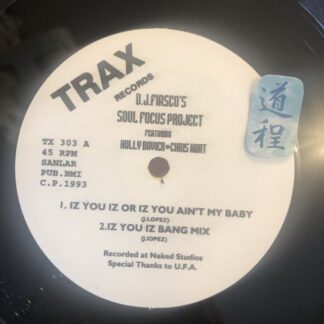 TRAX
RECORDS
D.J.FIASCO'S
SOUL FOCUS PROJECT
FEATURING
HOLLY BAVICA • CHRIS HART
TX 303 A
45 RPM
SANLAR
PUB.BMI
C.P.1993
道程
1. IZ YOU IZ OR IZ YOU AIN'T MY BABY
(J.LOPEZ)
2.IZ YOU IZ BANG MIX
(J.LOPEZ)
Recorded at Naked Studios
Special Thanks to U.F.A.